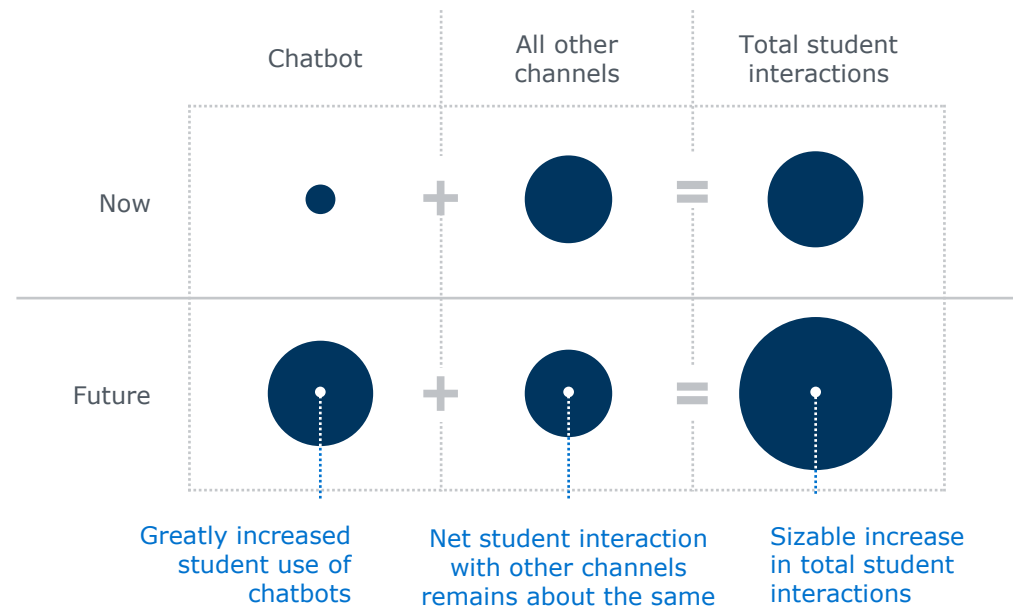 Chatbot
All other
channels
Total student
interactions
Now
+
=
Future
+
=
Greatly increased
student use of
chatbots
Net student interaction
with other channels
remains about the same
Sizable increase
in total student
interactions